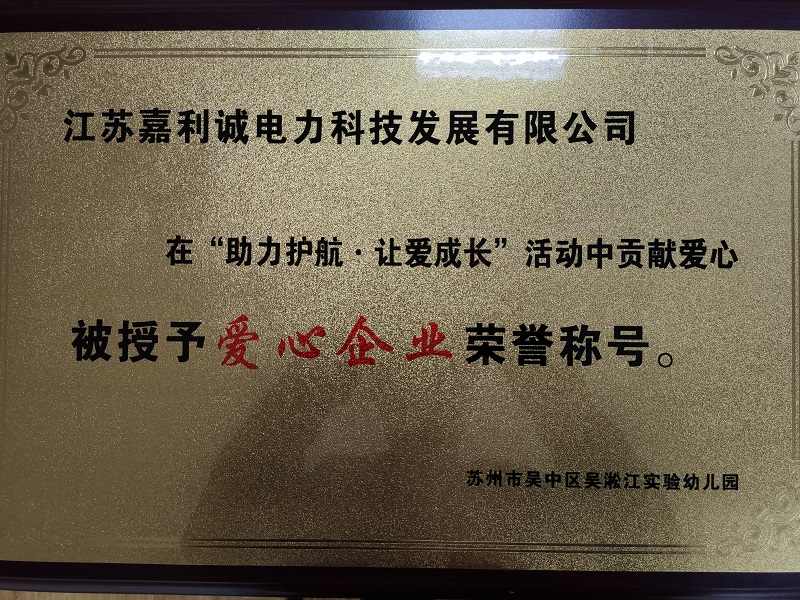 江苏嘉利诚电力科技发展有限公司
在“助力护航·让爱成长”活动中贡献爱心
被授予爱心企业荣誉称号。
苏州市吴中区吴淞江实验幼儿园